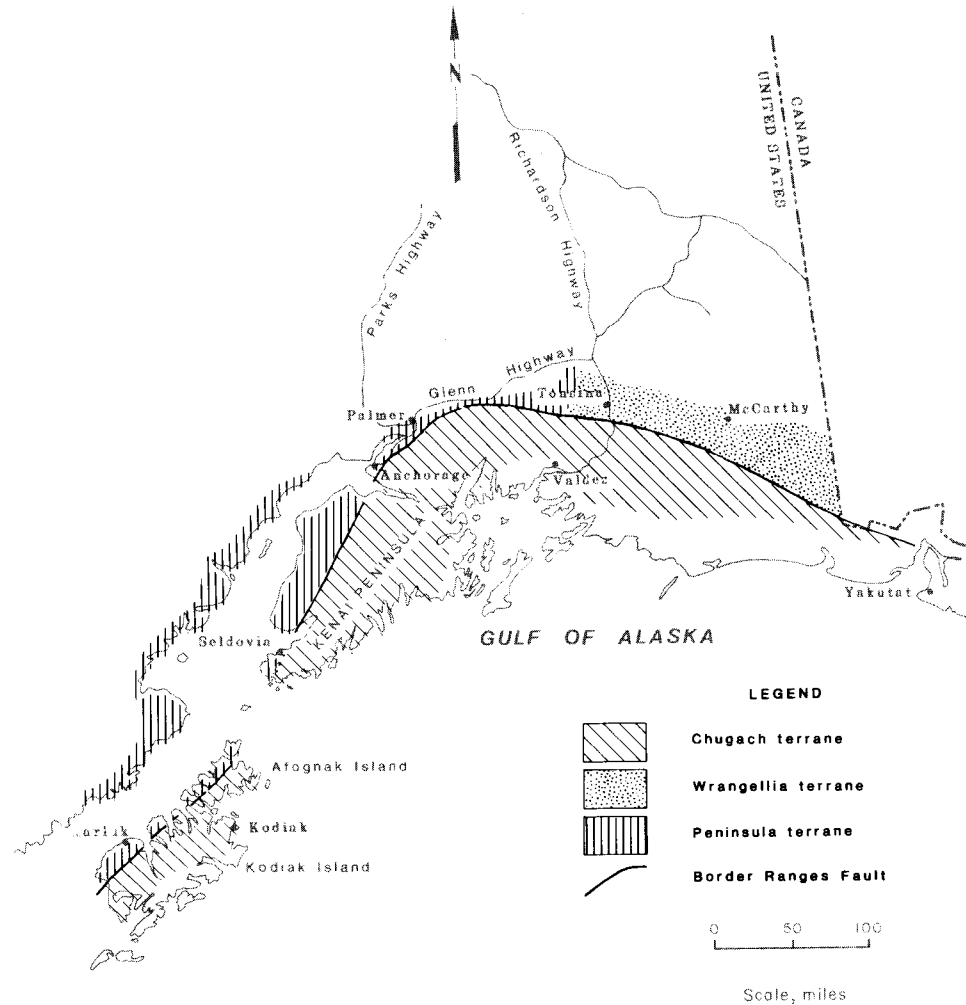 N
CANADA
UNITED STATES
Richardson Highway
Parks Highway
Glenn Highway
Tonsina
Palmer
McCarthy
Anchorage
Valdez
KENAI PENINSULA
Yakutat
Seldovia
GULF OF ALASKA
LEGEND
Chugach terrane
Wrangellia terrane
Peninsula terrane
Border Ranges Fault
Afognak Island
arlik
Kodiak
Kodiak Island
0 50 100
Scale, miles